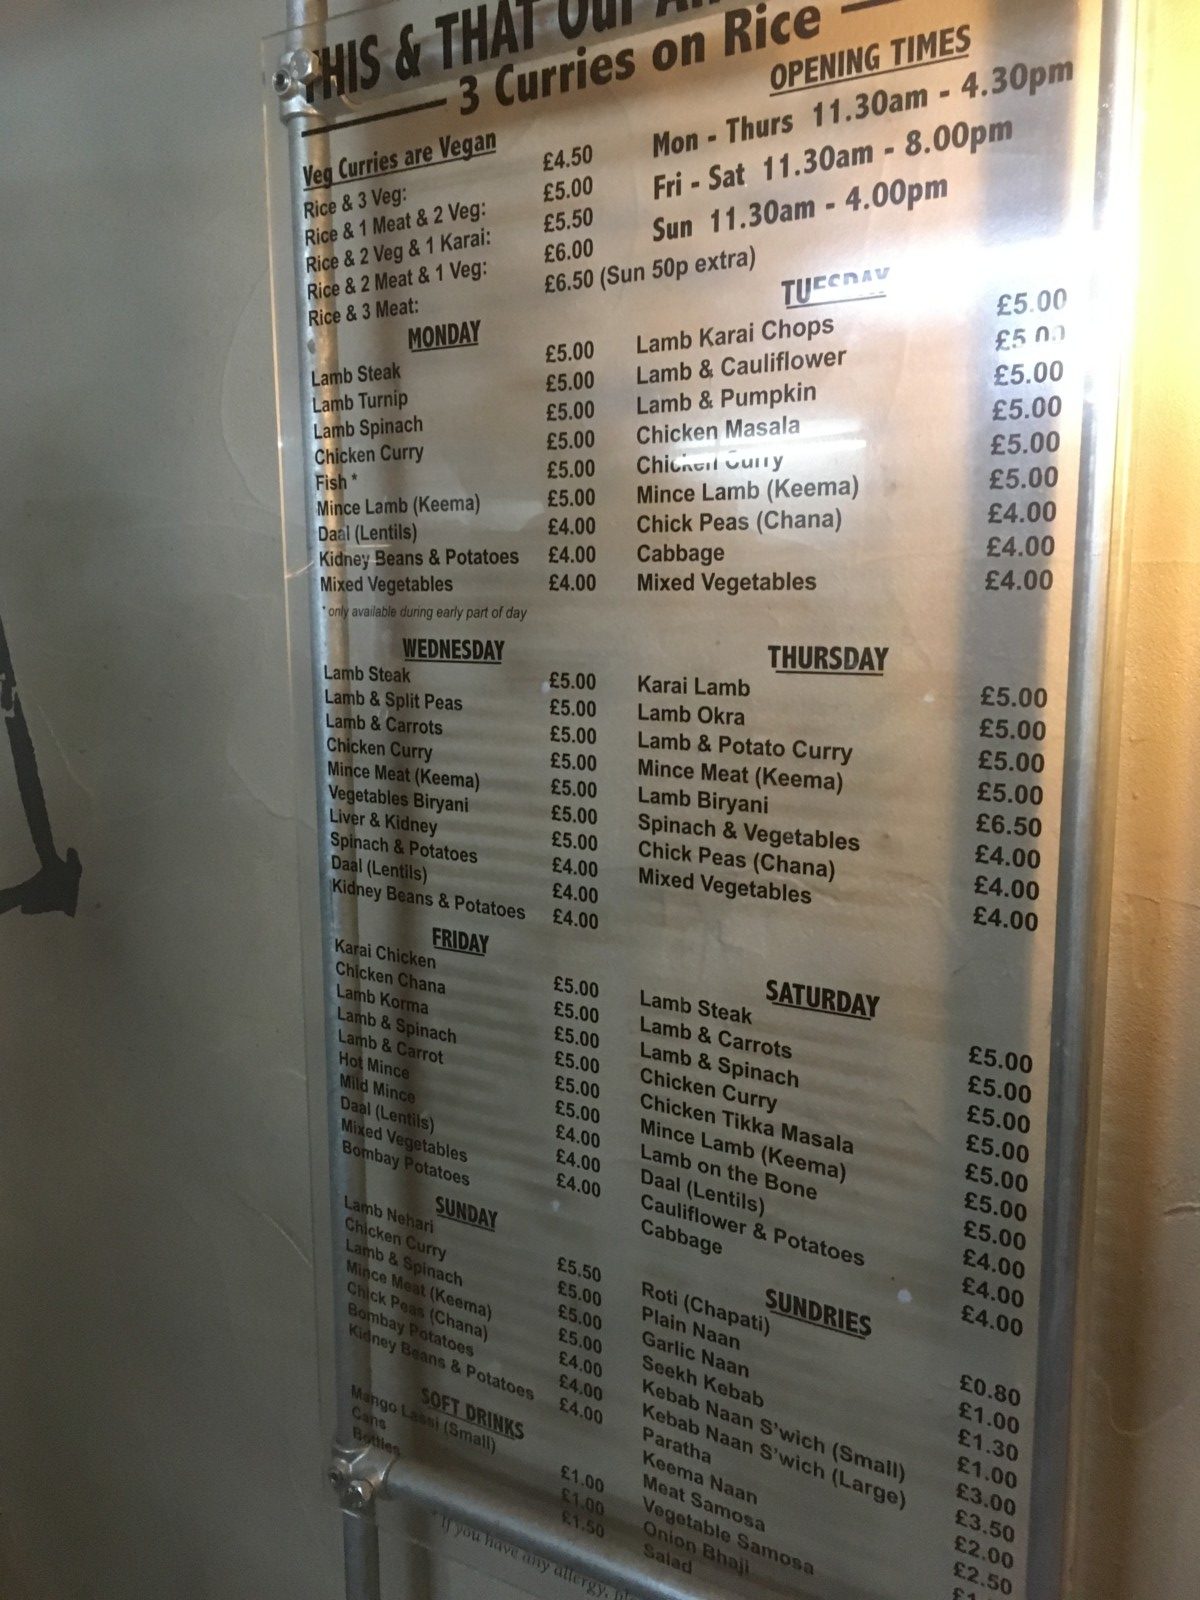 THIS & THAT Our
3 Curries on Rice
OPENING TIMES
Mon - Thurs 11.30am - 4.30pm
Fri - Sat 11.30am - 8.00pm
Sun 11.30am - 4.00pm
Veg Curries are Vegan
Rice & 3 Veg: £4.50
Rice & 1 Meat & 2 Veg: £5.00
Rice & 2 Veg & 1 Karai: £5.50
Rice & 2 Meat & 1 Veg: £6.00
Rice & 3 Meat: £6.50 (Sun 50p extra)
MONDAY
Lamb Steak £5.00
Lamb Turnip £5.00
Lamb Spinach £5.00
Chicken Curry £5.00
Fish * £5.00
Mince Lamb (Keema) £5.00
Daal (Lentils) £4.00
Kidney Beans & Potatoes £4.00
Mixed Vegetables £4.00
* only available during early part of day
TUESDAY
Lamb Karai Chops £5.00
Lamb & Cauliflower £5.00
Lamb & Pumpkin £5.00
Chicken Masala £5.00
Chicken Curry £5.00
Mince Lamb (Keema) £5.00
Chick Peas (Chana) £4.00
Cabbage £4.00
Mixed Vegetables £4.00
WEDNESDAY
Lamb Steak £5.00
Lamb & Split Peas £5.00
Lamb & Carrots £5.00
Chicken Curry £5.00
Mince Meat (Keema) £5.00
Vegetables Biryani £5.00
Liver & Kidney £5.00
Spinach & Potatoes £4.00
Daal (Lentils) £4.00
Kidney Beans & Potatoes £4.00
THURSDAY
Karai Lamb £5.00
Lamb Okra £5.00
Lamb & Potato Curry £5.00
Mince Meat (Keema) £5.00
Lamb Biryani £6.50
Spinach & Vegetables £4.00
Chick Peas (Chana) £4.00
Mixed Vegetables £4.00
FRIDAY
Karai Chicken £5.00
Chicken Chana £5.00
Lamb Korma £5.00
Lamb & Spinach £5.00
Lamb & Carrot £5.00
Hot Mince £5.00
Mild Mince £4.00
Daal (Lentils) £4.00
Mixed Vegetables £4.00
Bombay Potatoes
SATURDAY
Lamb Steak £5.00
Lamb & Carrots £5.00
Lamb & Spinach £5.00
Chicken Curry £5.00
Chicken Tikka Masala £5.00
Mince Lamb (Keema) £5.00
Lamb on the Bone £5.00
Daal (Lentils) £4.00
Cauliflower & Potatoes £4.00
Cabbage £4.00
SUNDAY
Lamb Nehari £5.50
Chicken Curry £5.00
Lamb & Spinach £5.00
Mince Meat (Keema) £5.00
Chick Peas (Chana) £4.00
Bombay Potatoes £4.00
Kidney Beans & Potatoes £4.00
SOFT DRINKS
Mango Lassi (Small) £1.00
Cans £1.00
Bottles £1.50
SUNDRIES
Roti (Chapati) £0.80
Plain Naan £1.00
Garlic Naan £1.30
Seekh Kebab £1.00
Kebab Naan S'wich (Small) £3.00
Kebab Naan S'wich (Large) £3.50
Paratha £2.00
Keema Naan £2.50
Meat Samosa
Vegetable Samosa
Onion Bhaji
Salad
* If you have any allergy,